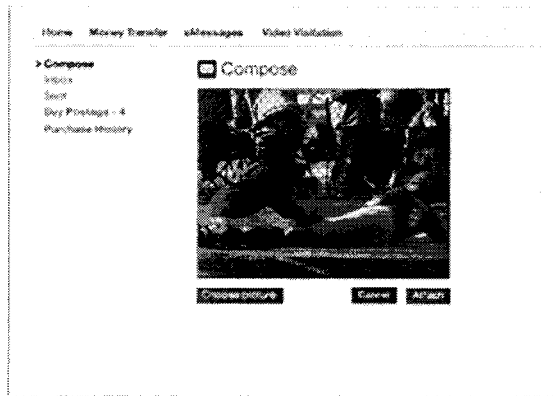 Home Money Transfer eMessages Video Visitation
> Compose
Inbox
Sent
Buy Postage - 4
Purchase History
Compose
Choose picture Cancel Attach